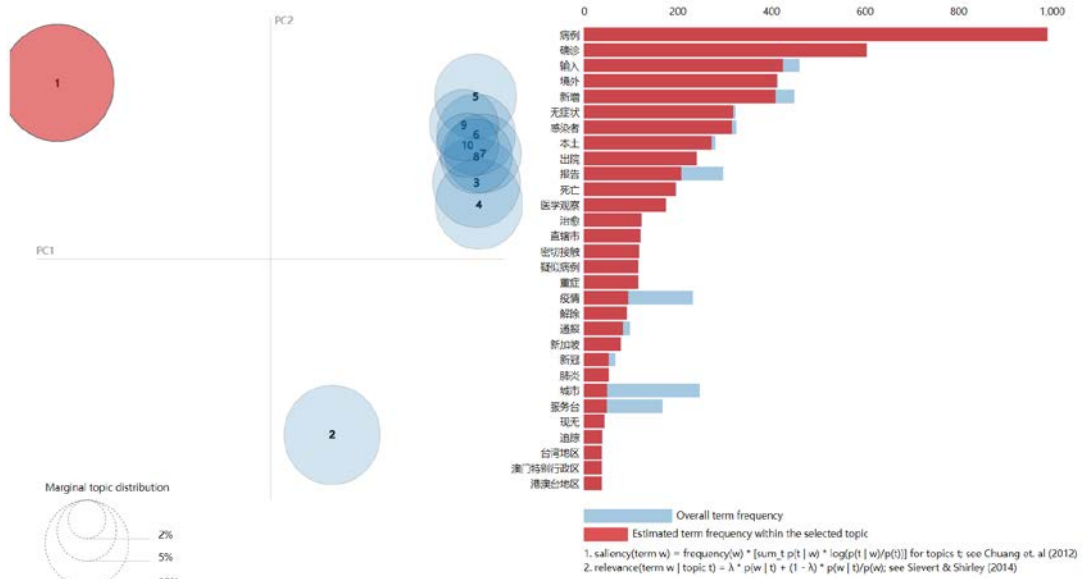 PC2
PC1
1
5
9
6
10
7
8
3
4
2
Marginal topic distribution
2%
5%
0
200
400
600
800
1,000
病例
确诊
输入
境外
新增
无症状
感染者
本土
出院
报告
死亡
医学观察
治愈
直辖市
密切接触
疑似病例
重症
疫情
解除
通报
新加坡
新冠
肺炎
城市
服务台
现无
追踪
台湾地区
澳门特别行政区
港澳台地区
Overall term frequency
Estimated term frequency within the selected topic
1. saliency(term w) = frequency(w) * [sum_t p(t | w) * log(p(t | w)/p(t))] for topics t; see Chuang et. al (2012)
2. relevance(term w | topic t) = λ * p(w | t) + (1 - λ) * p(w | t)/p(w); see Sievert & Shirley (2014)